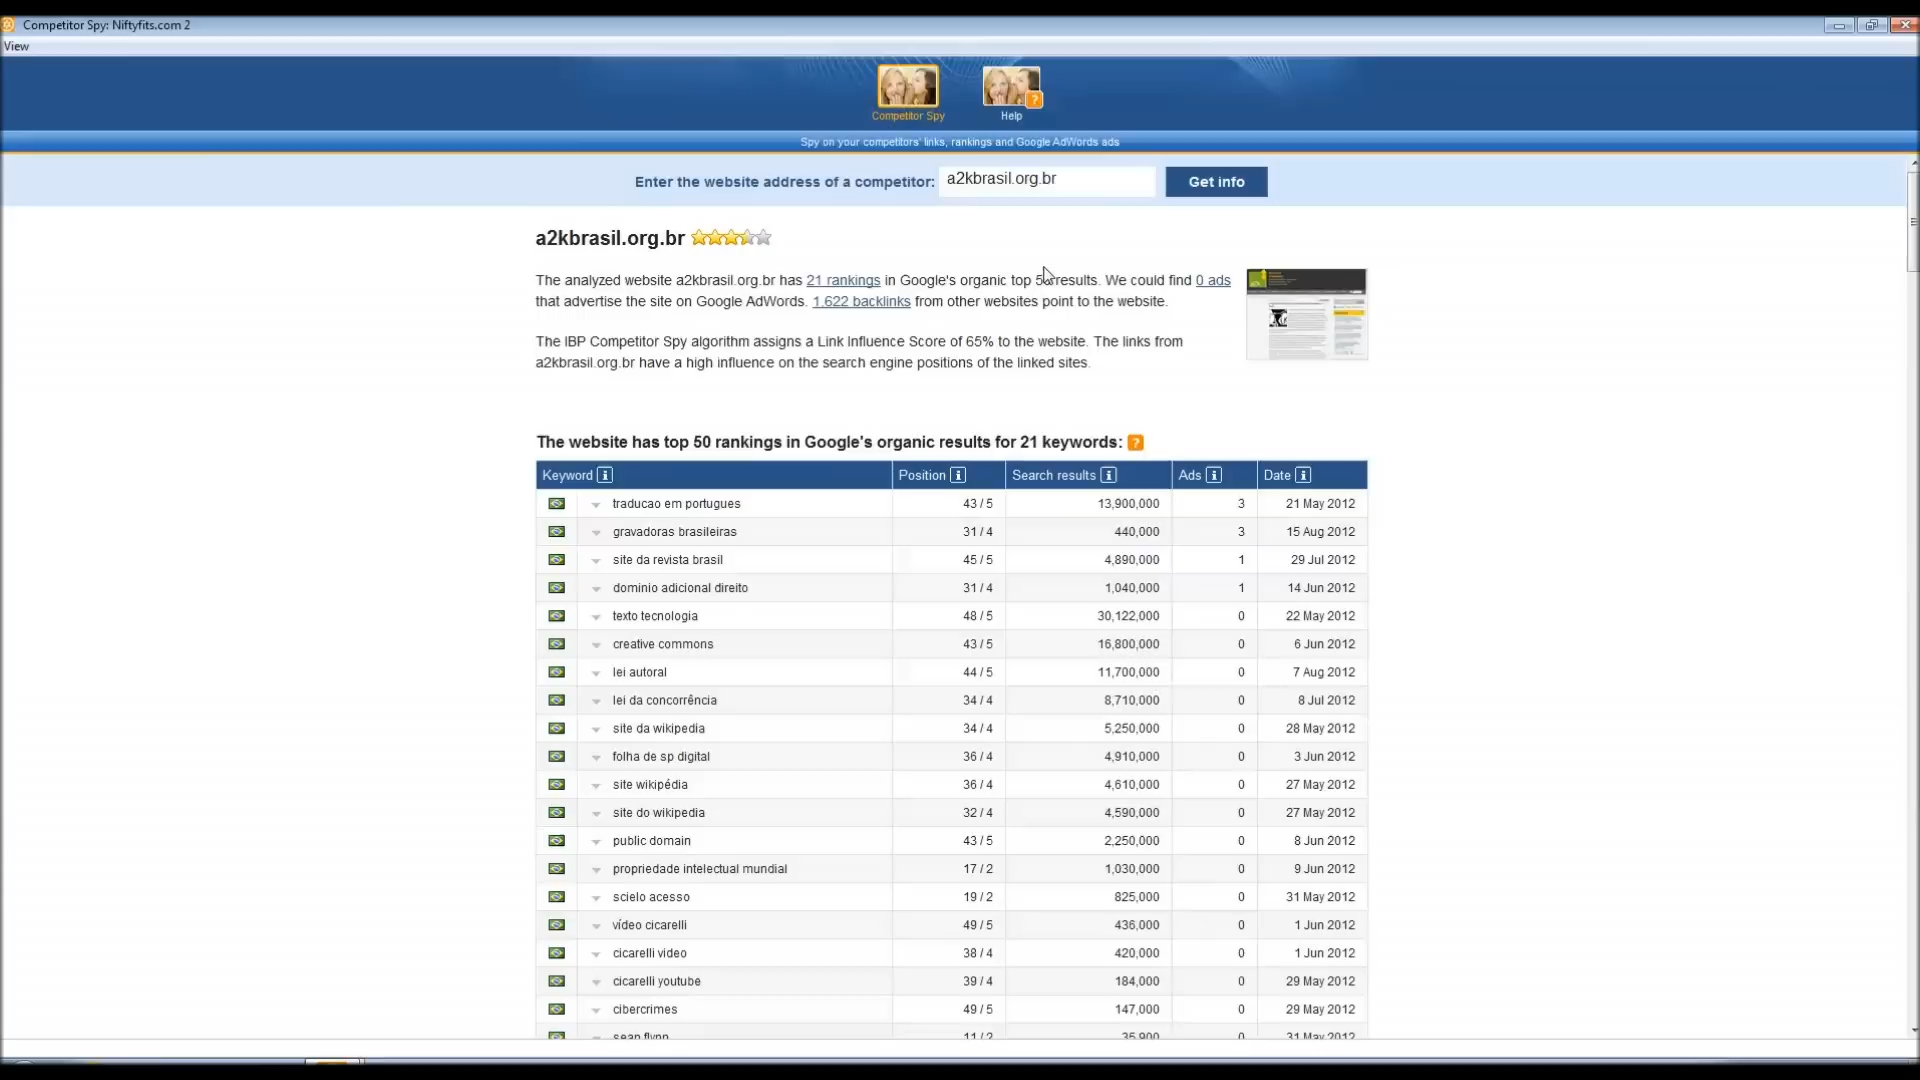 Competitor Spy: Niftyfits.com 2
View
Competitor Spy
? Help
Spy on your competitors' links, rankings and Google AdWords ads
Enter the website address of a competitor: a2kbrasil.org.br Get info
a2kbrasil.org.br
The analyzed website a2kbrasil.org.br has 21 rankings in Google's organic top 50 results. We could find 0 ads
that advertise the site on Google AdWords. 1,622 backlinks from other websites point to the website.
The IBP Competitor Spy algorithm assigns a Link Influence Score of 65% to the website. The links from
a2kbrasil.org.br have a high influence on the search engine positions of the linked sites.
The website has top 50 rankings in Google's organic results for 21 keywords: ?
Keyword i Position i Search results i Ads i Date i
traducao em portugues 43 / 5 13,900,000 3 21 May 2012
gravadoras brasileiras 31 / 4 440,000 3 15 Aug 2012
site da revista brasil 45 / 5 4,890,000 1 29 Jul 2012
dominio adicional direito 31 / 4 1,040,000 1 14 Jun 2012
texto tecnologia 48 / 5 30,122,000 0 22 May 2012
creative commons 43 / 5 16,800,000 0 6 Jun 2012
lei autoral 44 / 5 11,700,000 0 7 Aug 2012
lei da concorrência 34 / 4 8,710,000 0 8 Jul 2012
site da wikipedia 34 / 4 5,250,000 0 28 May 2012
folha de sp digital 36 / 4 4,910,000 0 3 Jun 2012
site wikipédia 36 / 4 4,610,000 0 27 May 2012
site do wikipedia 32 / 4 4,590,000 0 27 May 2012
public domain 43 / 5 2,250,000 0 8 Jun 2012
propriedade intelectual mundial 17 / 2 1,030,000 0 9 Jun 2012
scielo acesso 19 / 2 825,000 0 31 May 2012
vídeo cicarelli 49 / 5 436,000 0 1 Jun 2012
cicarelli video 38 / 4 420,000 0 1 Jun 2012
cicarelli youtube 39 / 4 184,000 0 29 May 2012
cibercrimes 49 / 5 147,000 0 29 May 2012
sean flynn 11 / 2 35,900 0 31 May 2012